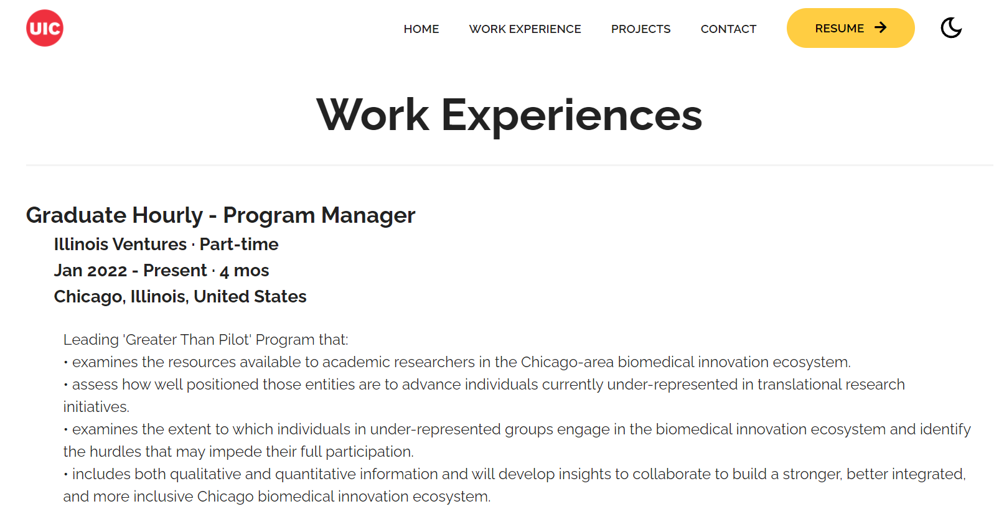 UIC
HOME WORK EXPERIENCE PROJECTS CONTACT RESUME
Work Experiences
Graduate Hourly - Program Manager
Illinois Ventures · Part-time
Jan 2022 - Present · 4 mos
Chicago, Illinois, United States
Leading 'Greater Than Pilot' Program that:
• examines the resources available to academic researchers in the Chicago-area biomedical innovation ecosystem.
• assess how well positioned those entities are to advance individuals currently under-represented in translational research
initiatives.
• examines the extent to which individuals in under-represented groups engage in the biomedical innovation ecosystem and identify
the hurdles that may impede their full participation.
• includes both qualitative and quantitative information and will develop insights to collaborate to build a stronger, better integrated,
and more inclusive Chicago biomedical innovation ecosystem.